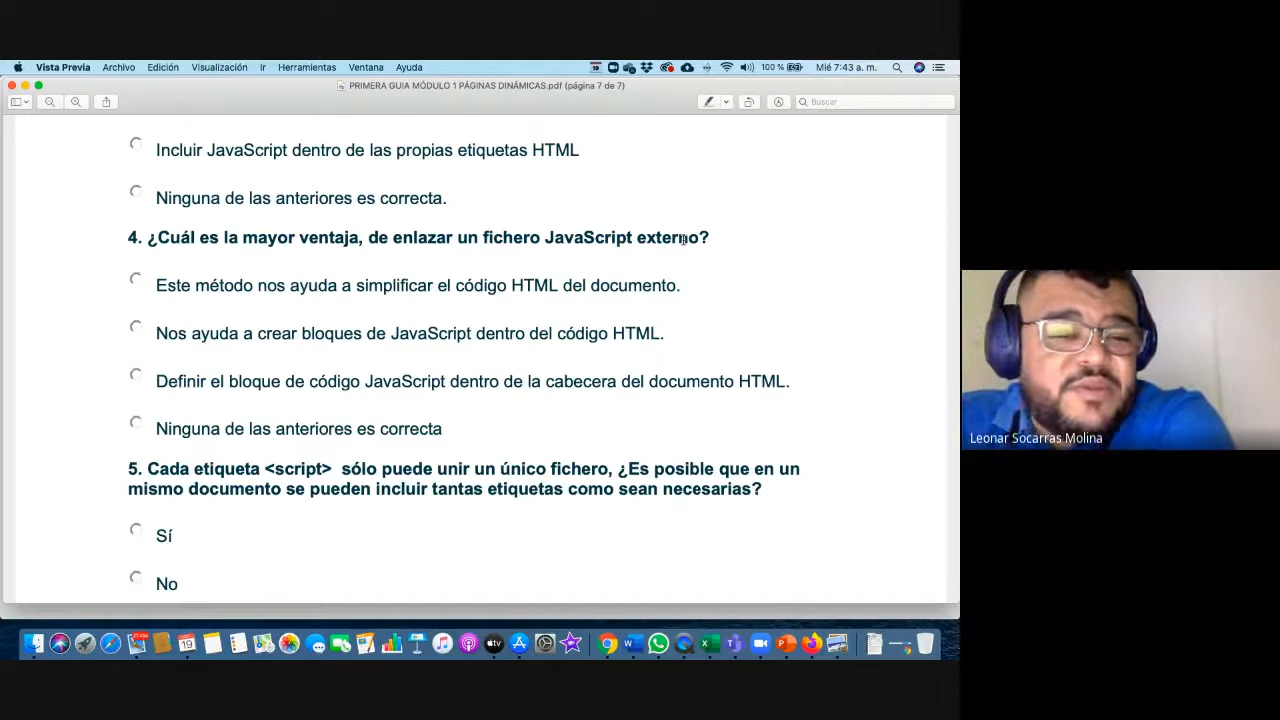 Vista Previa Archivo Edición Visualización Ir Herramientas Ventana Ayuda 100 % Mié 7:43 a. m.
PRIMERA GUIA MÓDULO 1 PÁGINAS DINÁMICAS.pdf (página 7 de 7)
Buscar
Incluir JavaScript dentro de las propias etiquetas HTML
Ninguna de las anteriores es correcta.
4. ¿Cuál es la mayor ventaja, de enlazar un fichero JavaScript externo?
Este método nos ayuda a simplificar el código HTML del documento.
Nos ayuda a crear bloques de JavaScript dentro del código HTML.
Definir el bloque de código JavaScript dentro de la cabecera del documento HTML.
Ninguna de las anteriores es correcta
5. Cada etiqueta <script> sólo puede unir un único fichero, ¿Es posible que en un
mismo documento se pueden incluir tantas etiquetas como sean necesarias?
Sí
No
Leonar Socarras Molina